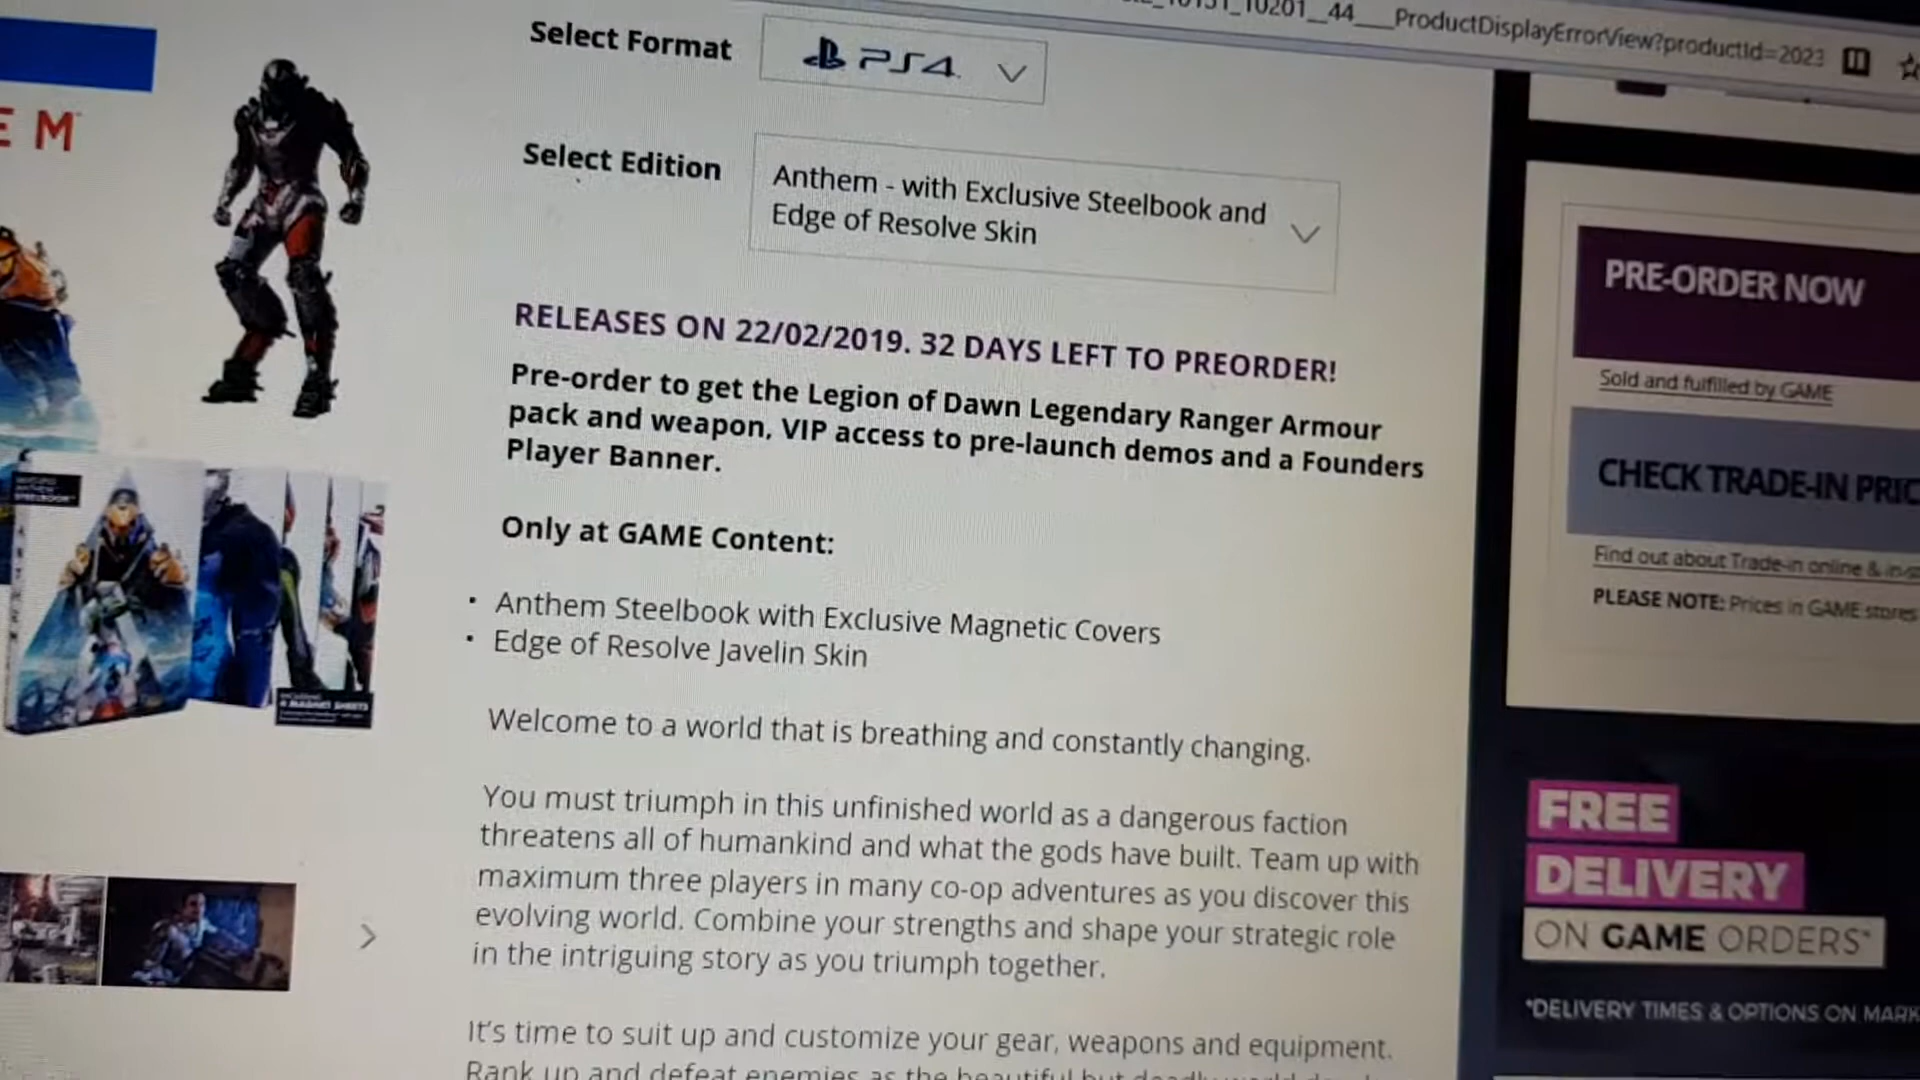 ProductDisplayErrorView?productId=2023
Select Format
PS4
E M
Select Edition
Anthem - with Exclusive Steelbook and
Edge of Resolve Skin
RELEASES ON 22/02/2019. 32 DAYS LEFT TO PREORDER!
Pre-order to get the Legion of Dawn Legendary Ranger Armour
pack and weapon, VIP access to pre-launch demos and a Founders
Player Banner.
Only at GAME Content:
· Anthem Steelbook with Exclusive Magnetic Covers
· Edge of Resolve Javelin Skin
Welcome to a world that is breathing and constantly changing.
You must triumph in this unfinished world as a dangerous faction
threatens all of humankind and what the gods have built. Team up with
maximum three players in many co-op adventures as you discover this
evolving world. Combine your strengths and shape your strategic role
in the intriguing story as you triumph together.
It's time to suit up and customize your gear, weapons and equipment.
Rank up and defeat enemies as the beautiful but deadly world
PRE-ORDER NOW
Sold and fulfilled by GAME
CHECK TRADE-IN PRIC
Find out about Trade-in online & in-s
PLEASE NOTE: Prices in GAME stores
FREE
DELIVERY
ON GAME ORDERS*
*DELIVERY TIMES & OPTIONS ON MARK